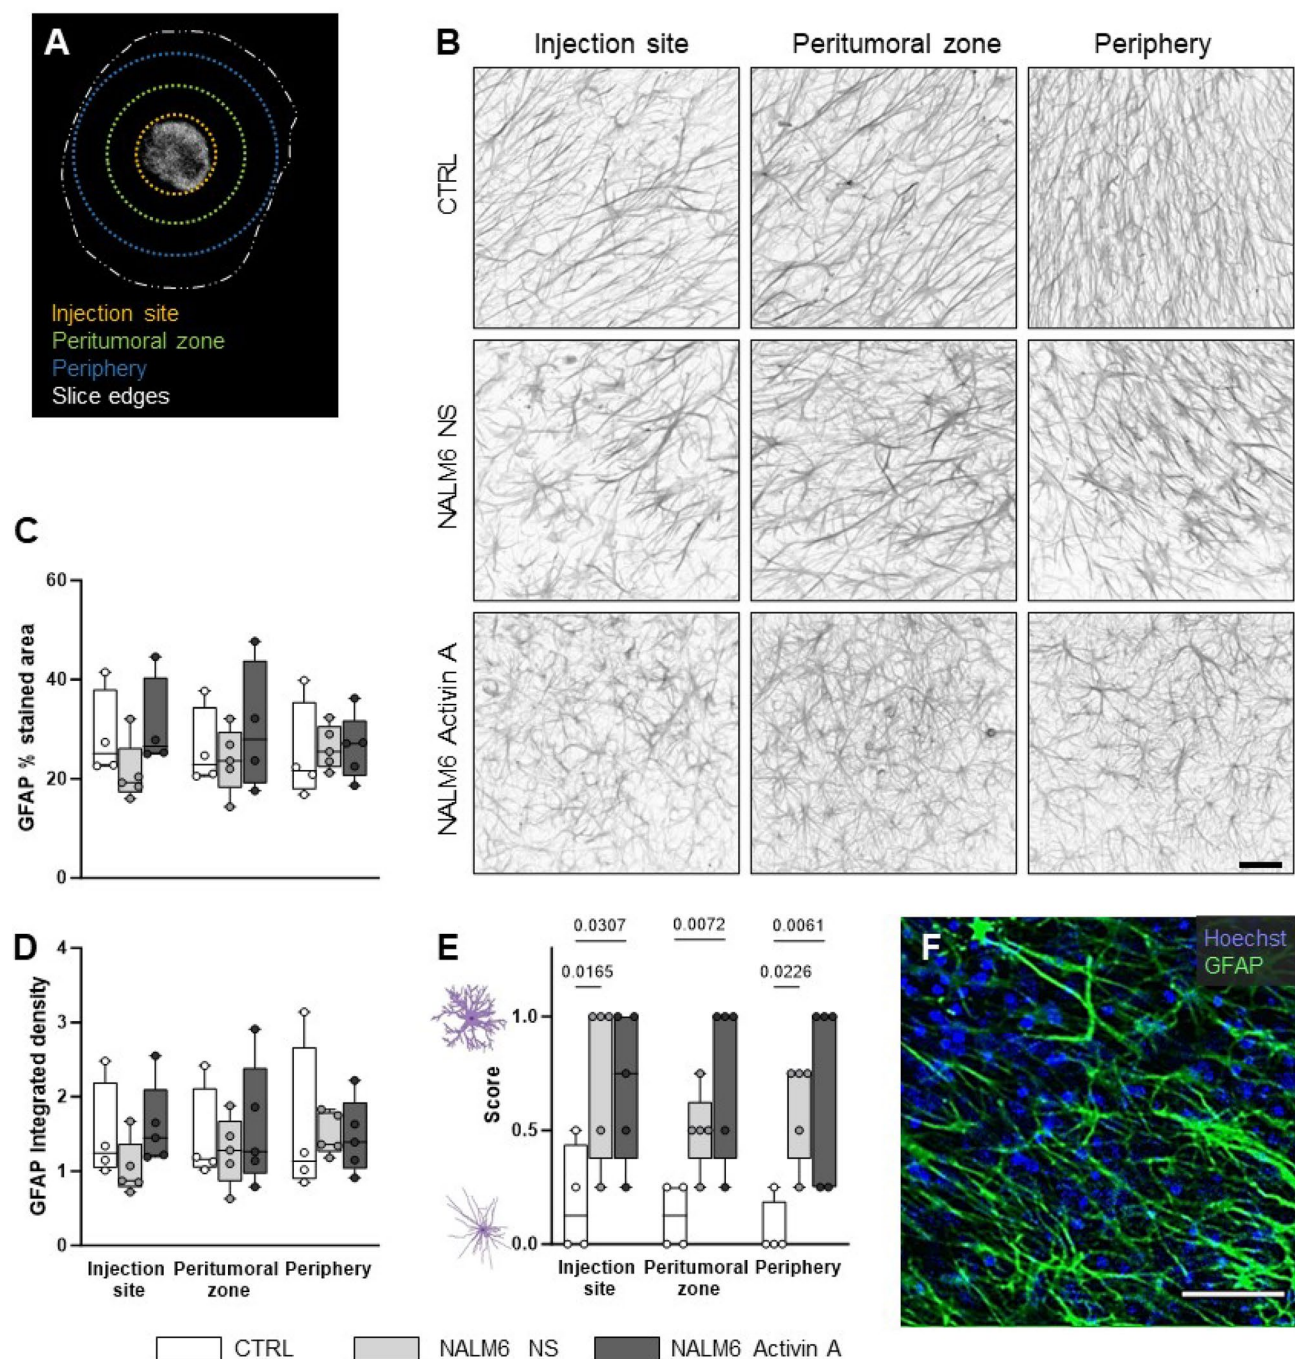 A
Injection site
Peritumoral zone
Periphery
Slice edges
B
Injection site
Peritumoral zone
Periphery
CTRL
NALM6 NS
NALM6 Activin A
C
GFAP % stained area
60
40
20
0
D
GFAP Integrated density
4
3
2
1
0
Injection site
Peritumoral zone
Periphery
E
0.0307
0.0072
0.0061
0.0165
0.0226
Score
1.0
0.5
0.0
Injection site
Peritumoral zone
Periphery
F
Hoechst
GFAP
CTRL
NALM6 NS
NALM6 Activin A